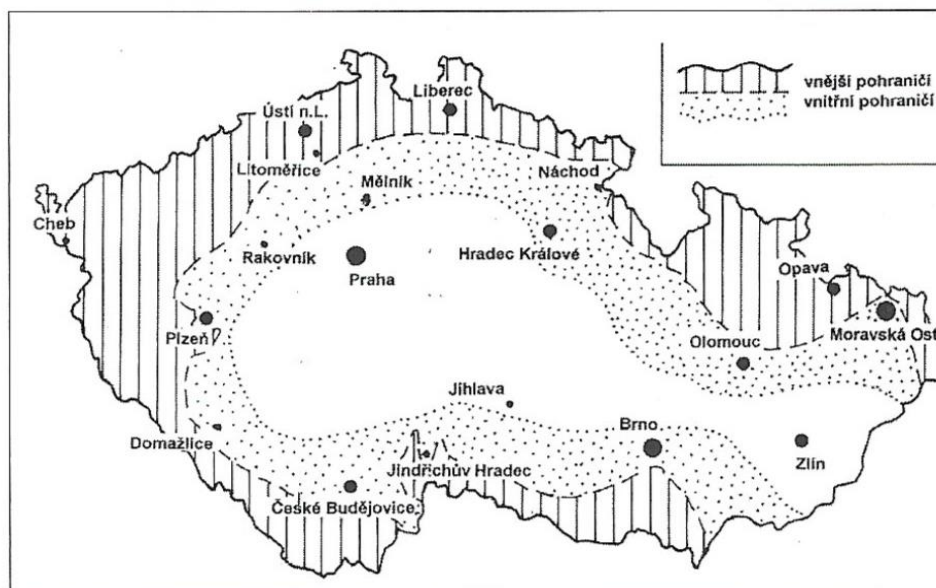 vnější pohraničí
vnitřní pohraničí
Liberec
Ústí n.L.
Litoměřice
Náchod
Mělník
Cheb
Rakovník
Hradec Králové
Praha
Opava
Plzeň
Olomouc
Moravská Ost
Jihlava
Brno
Domažlice
Jindřichův Hradec
Zlín
České Budějovice